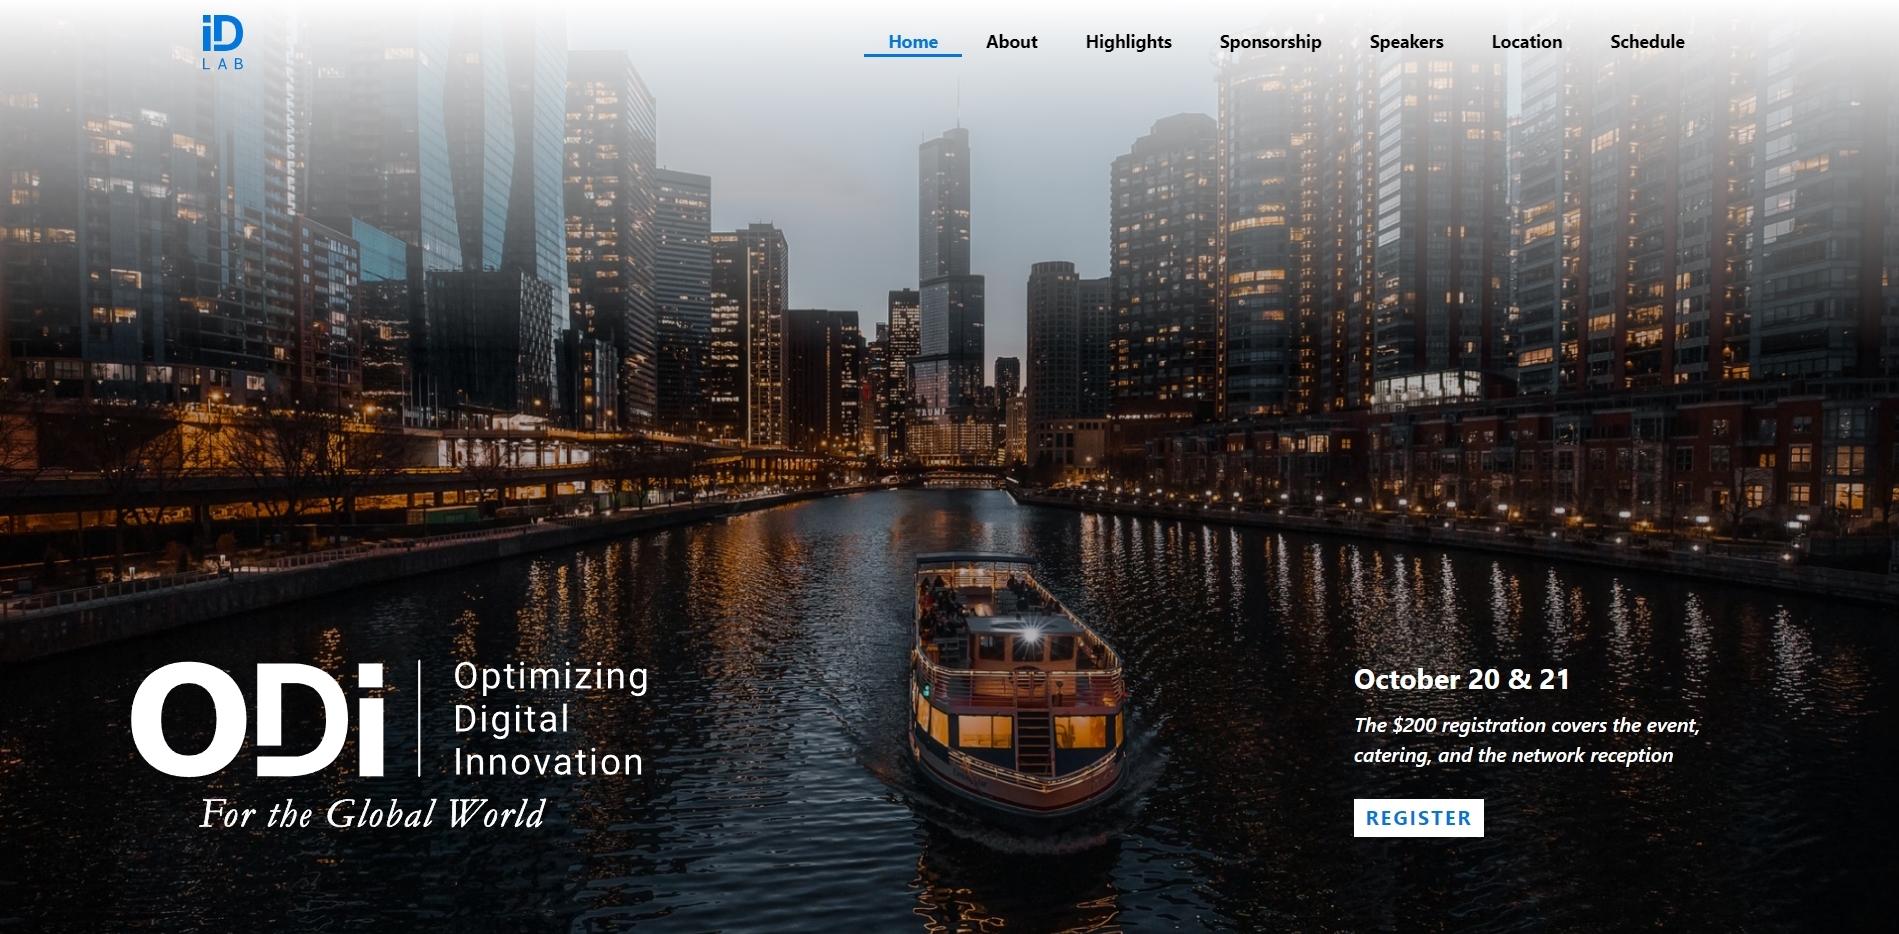 iD
LAB
Home About Highlights Sponsorship Speakers Location Schedule
ODi
Optimizing
Digital
Innovation
For the Global World
October 20 & 21
The $200 registration covers the event,
catering, and the network reception
REGISTER